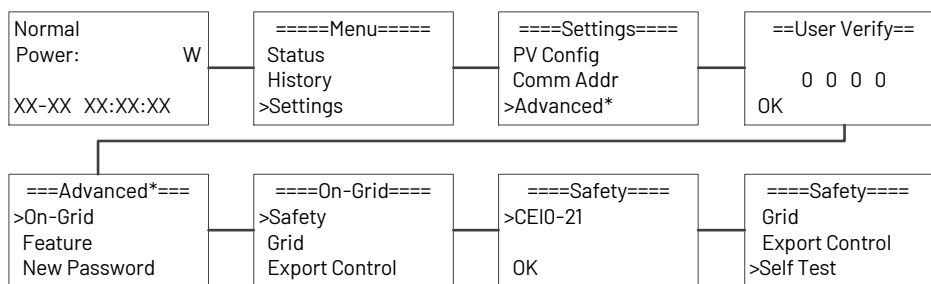 Normal
Power: W
XX-XX XX:XX:XX
=====Menu=====
Status
History
>Settings
====Settings====
PV Config
Comm Addr
>Advanced*
==User Verify==
0 0 0 0
OK
===Advanced*===
>On-Grid
Feature
New Password
====On-Grid====
>Safety
Grid
Export Control
====Safety====
>CEI0-21
OK
====Safety====
Grid
Export Control
>Self Test